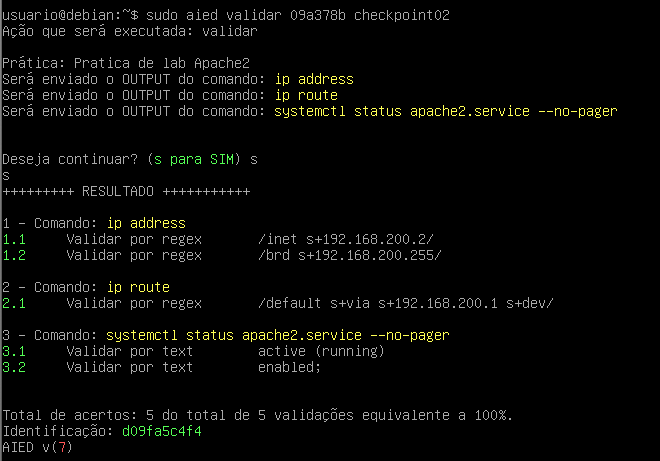 usuario@debian:~$ sudo aied validar 09a378b checkpoint02
Ação que será executada: validar
Prática: Pratica de lab Apache2
Será enviado o OUTPUT do comando: ip address
Será enviado o OUTPUT do comando: ip route
Será enviado o OUTPUT do comando: systemctl status apache2.service --no-pager
Deseja continuar? (s para SIM) s
s
+++++++++ RESULTADO +++++++++++
1 - Comando: ip address
1.1 Validar por regex /inet s+192.168.200.2/
1.2 Validar por regex /brd s+192.168.200.255/
2 - Comando: ip route
2.1 Validar por regex /default s+via s+192.168.200.1 s+dev/
3 - Comando: systemctl status apache2.service --no-pager
3.1 Validar por text active (running)
3.2 Validar por text enabled;
Total de acertos: 5 do total de 5 validações equivalente a 100%.
Identificação: d09fa5c4f4
AIED v(7)